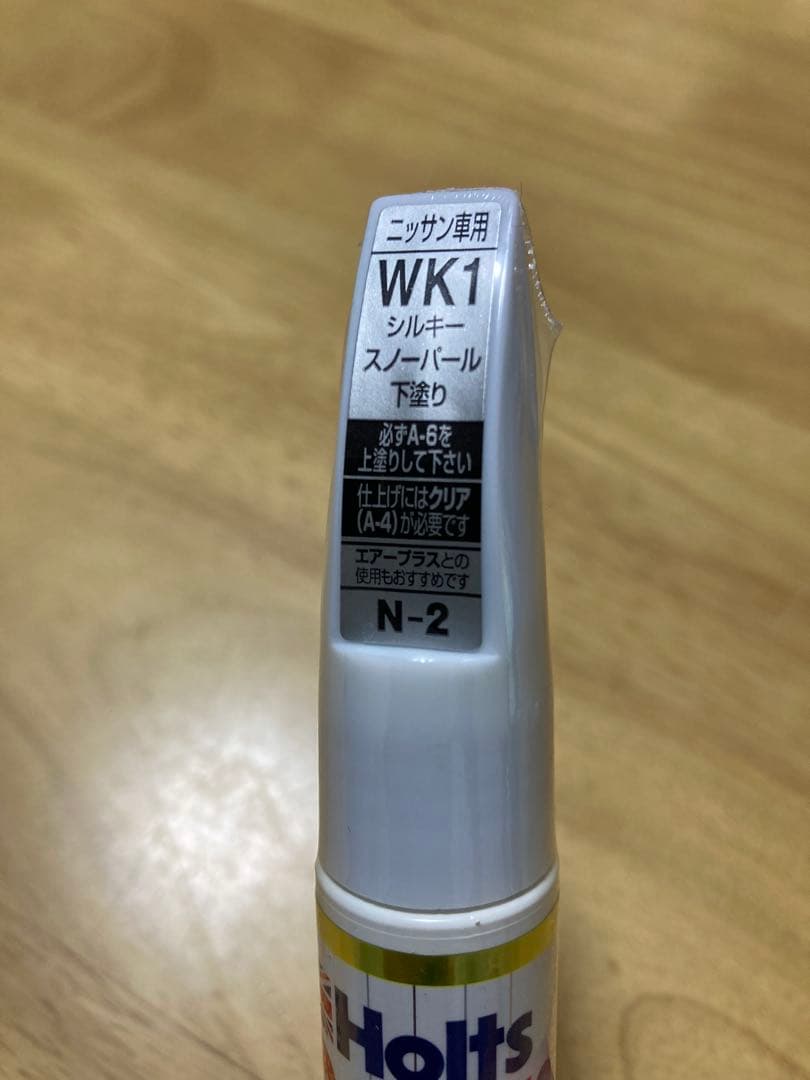 ニッサン車用
WK1
シルキー
スノーパール
下塗り
必ずA-6を
上塗りして下さい
仕上げにはクリア
(A-4)が必要です
エアープラスとの
使用もおすすめです
N-2
Holts